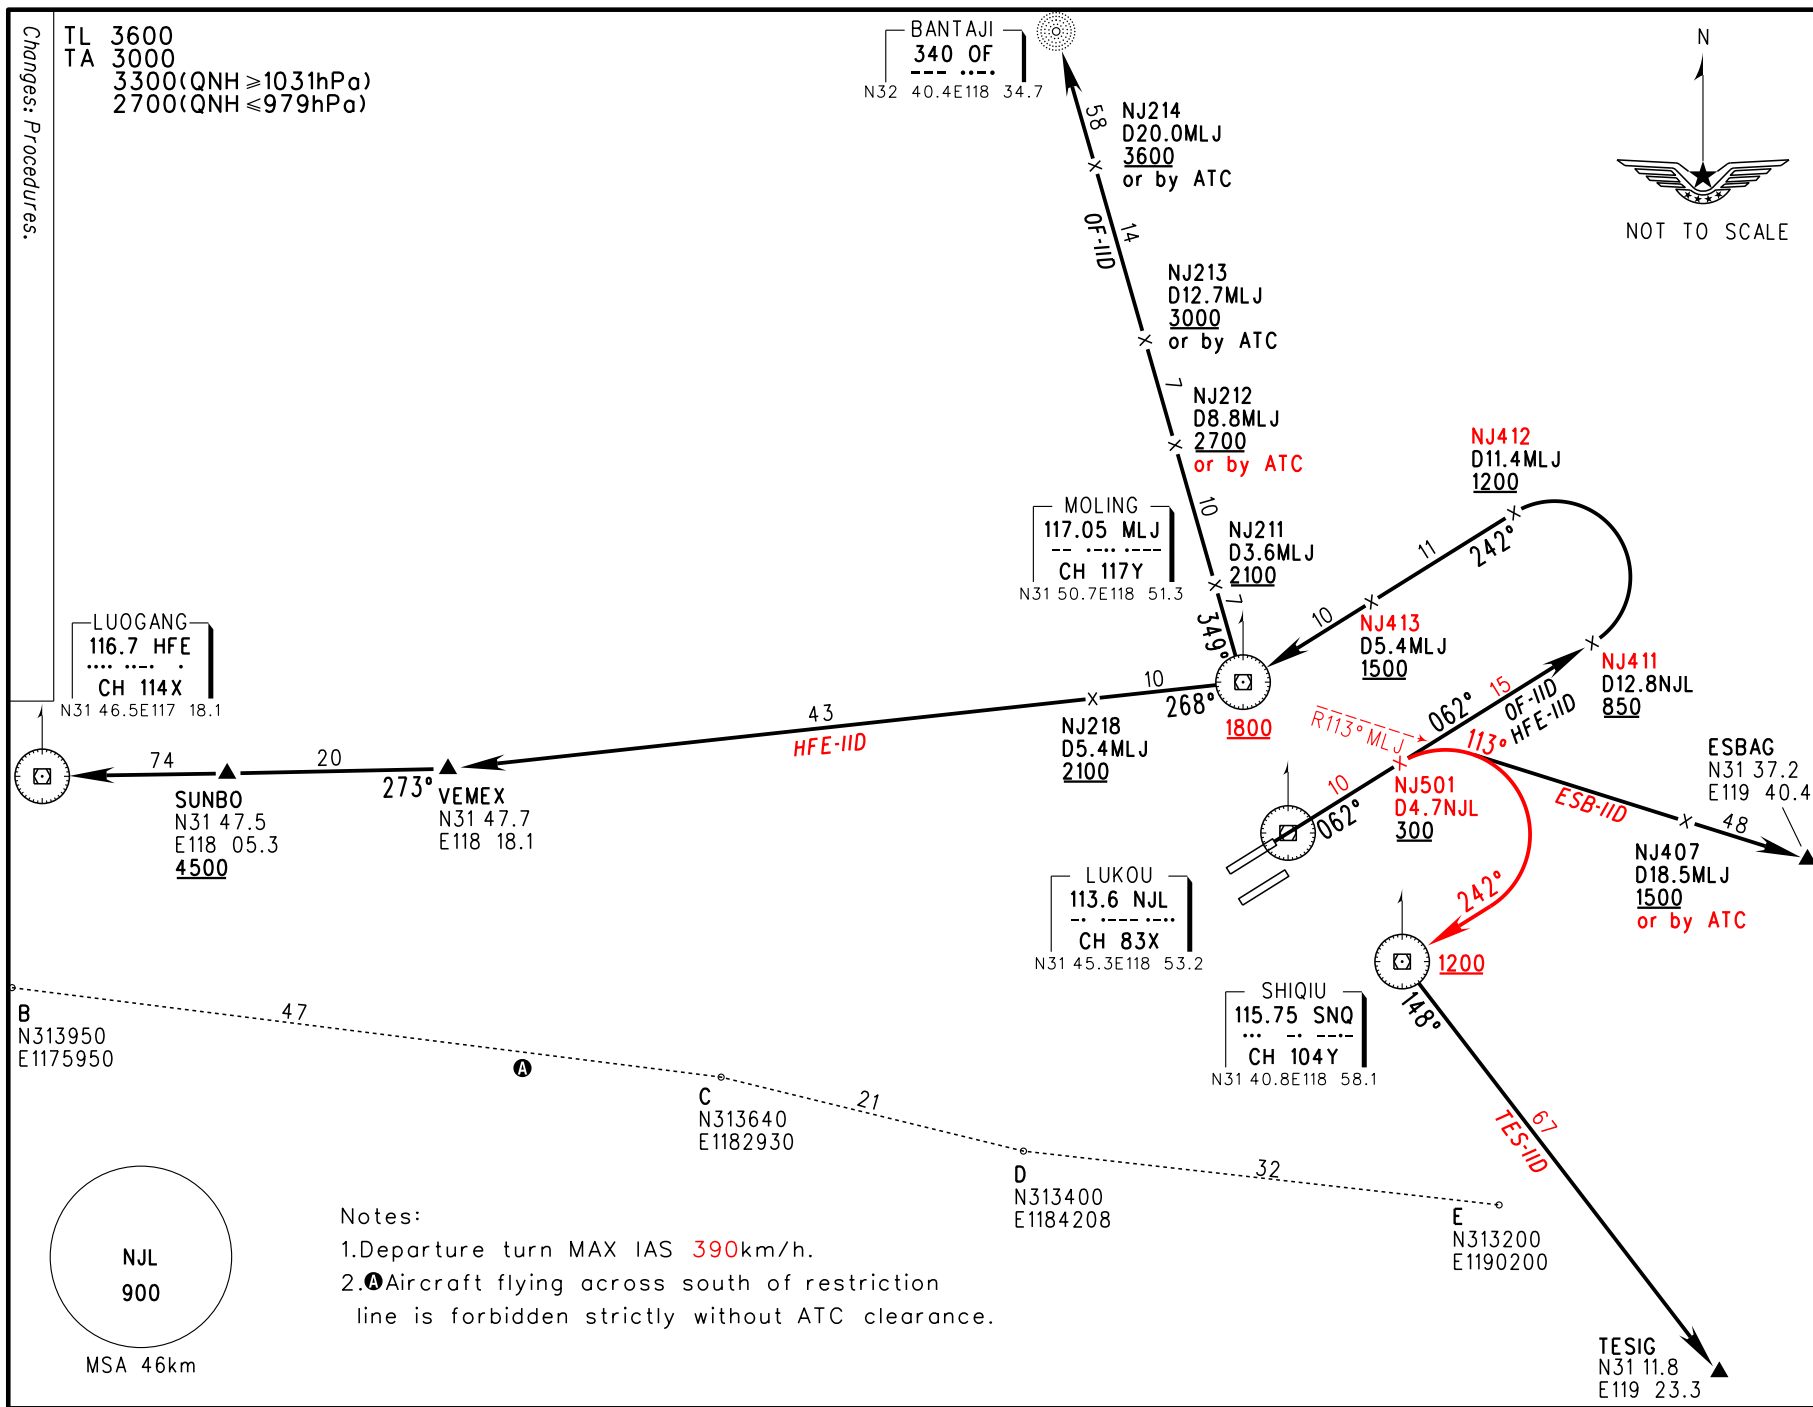 Changes: Procedures.
TL 3600
TA 3000
3300(QNH≥1031hPa)
2700(QNH≤979hPa)
BANTAJI
340 OF
N32 40.4E118 34.7
N
NOT TO SCALE
58
NJ214
D20.0MLJ
3600
or by ATC
OF-11D
14
NJ213
D12.7MLJ
3000
or by ATC
7
NJ212
D8.8MLJ
2700
or by ATC
10
MOLING
117.05 MLJ
CH 117Y
N31 50.7E118 51.3
NJ211
D3.6MLJ
2100
7
349°
NJ412
D11.4MLJ
1200
242°
11
10
NJ413
D5.4MLJ
1500
NJ411
D12.8NJL
850
15
062°
OF-11D
HFE-11D
LUOGANG
116.7 HFE
CH 114X
N31 46.5E117 18.1
74
20
273°
SUNBO
N31 47.5
E118 05.3
4500
VEMEX
N31 47.7
E118 18.1
43
HFE-11D
10
268°
NJ218
D5.4MLJ
2100
1800
R113°MLJ
113°
10
062°
NJ501
D4.7NJL
300
ESB-11D
48
ESBAG
N31 37.2
E119 40.4
NJ407
D18.5MLJ
1500
or by ATC
LUKOU
113.6 NJL
CH 83X
N31 45.3E118 53.2
242°
1200
SHIQIU
115.75 SNQ
CH 104Y
N31 40.8E118 58.1
148°
67
TES-11D
TESIG
N31 11.8
E119 23.3
B
N313950
E1175950
47
A
C
N313640
E1182930
21
D
N313400
E1184208
32
E
N313200
E1190200
NJL
900
MSA 46km
Notes:
1.Departure turn MAX IAS 390km/h.
2.AAircraft flying across south of restriction
line is forbidden strictly without ATC clearance.